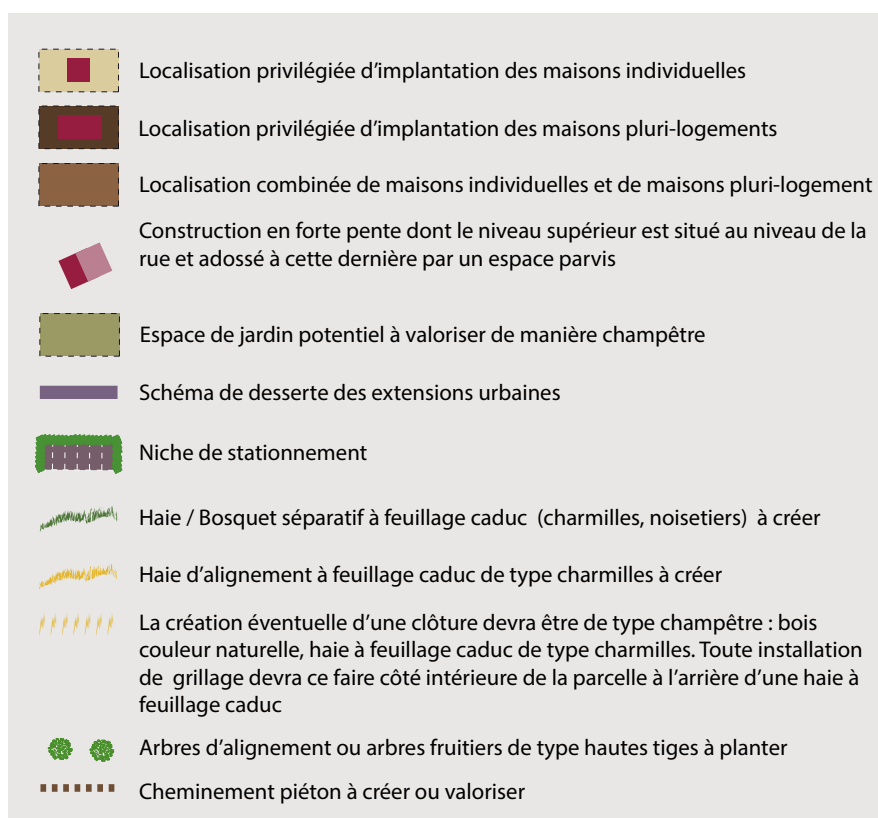 Localisation privilégiée d'implantation des maisons individuelles
Localisation privilégiée d'implantation des maisons pluri-logements
Localisation combinée de maisons individuelles et de maisons pluri-logement
Construction en forte pente dont le niveau supérieur est situé au niveau de la
rue et adossé à cette dernière par un espace parvis
Espace de jardin potentiel à valoriser de manière champêtre
Schéma de desserte des extensions urbaines
Niche de stationnement
Haie / Bosquet séparatif à feuillage caduc (charmilles, noisetiers) à créer
Haie d'alignement à feuillage caduc de type charmilles à créer
La création éventuelle d'une clôture devra être de type champêtre : bois
couleur naturelle, haie à feuillage caduc de type charmilles. Toute installation
de grillage devra ce faire côté intérieure de la parcelle à l'arrière d'une haie à
feuillage caduc
Arbres d'alignement ou arbres fruitiers de type hautes tiges à planter
Cheminement piéton à créer ou valoriser